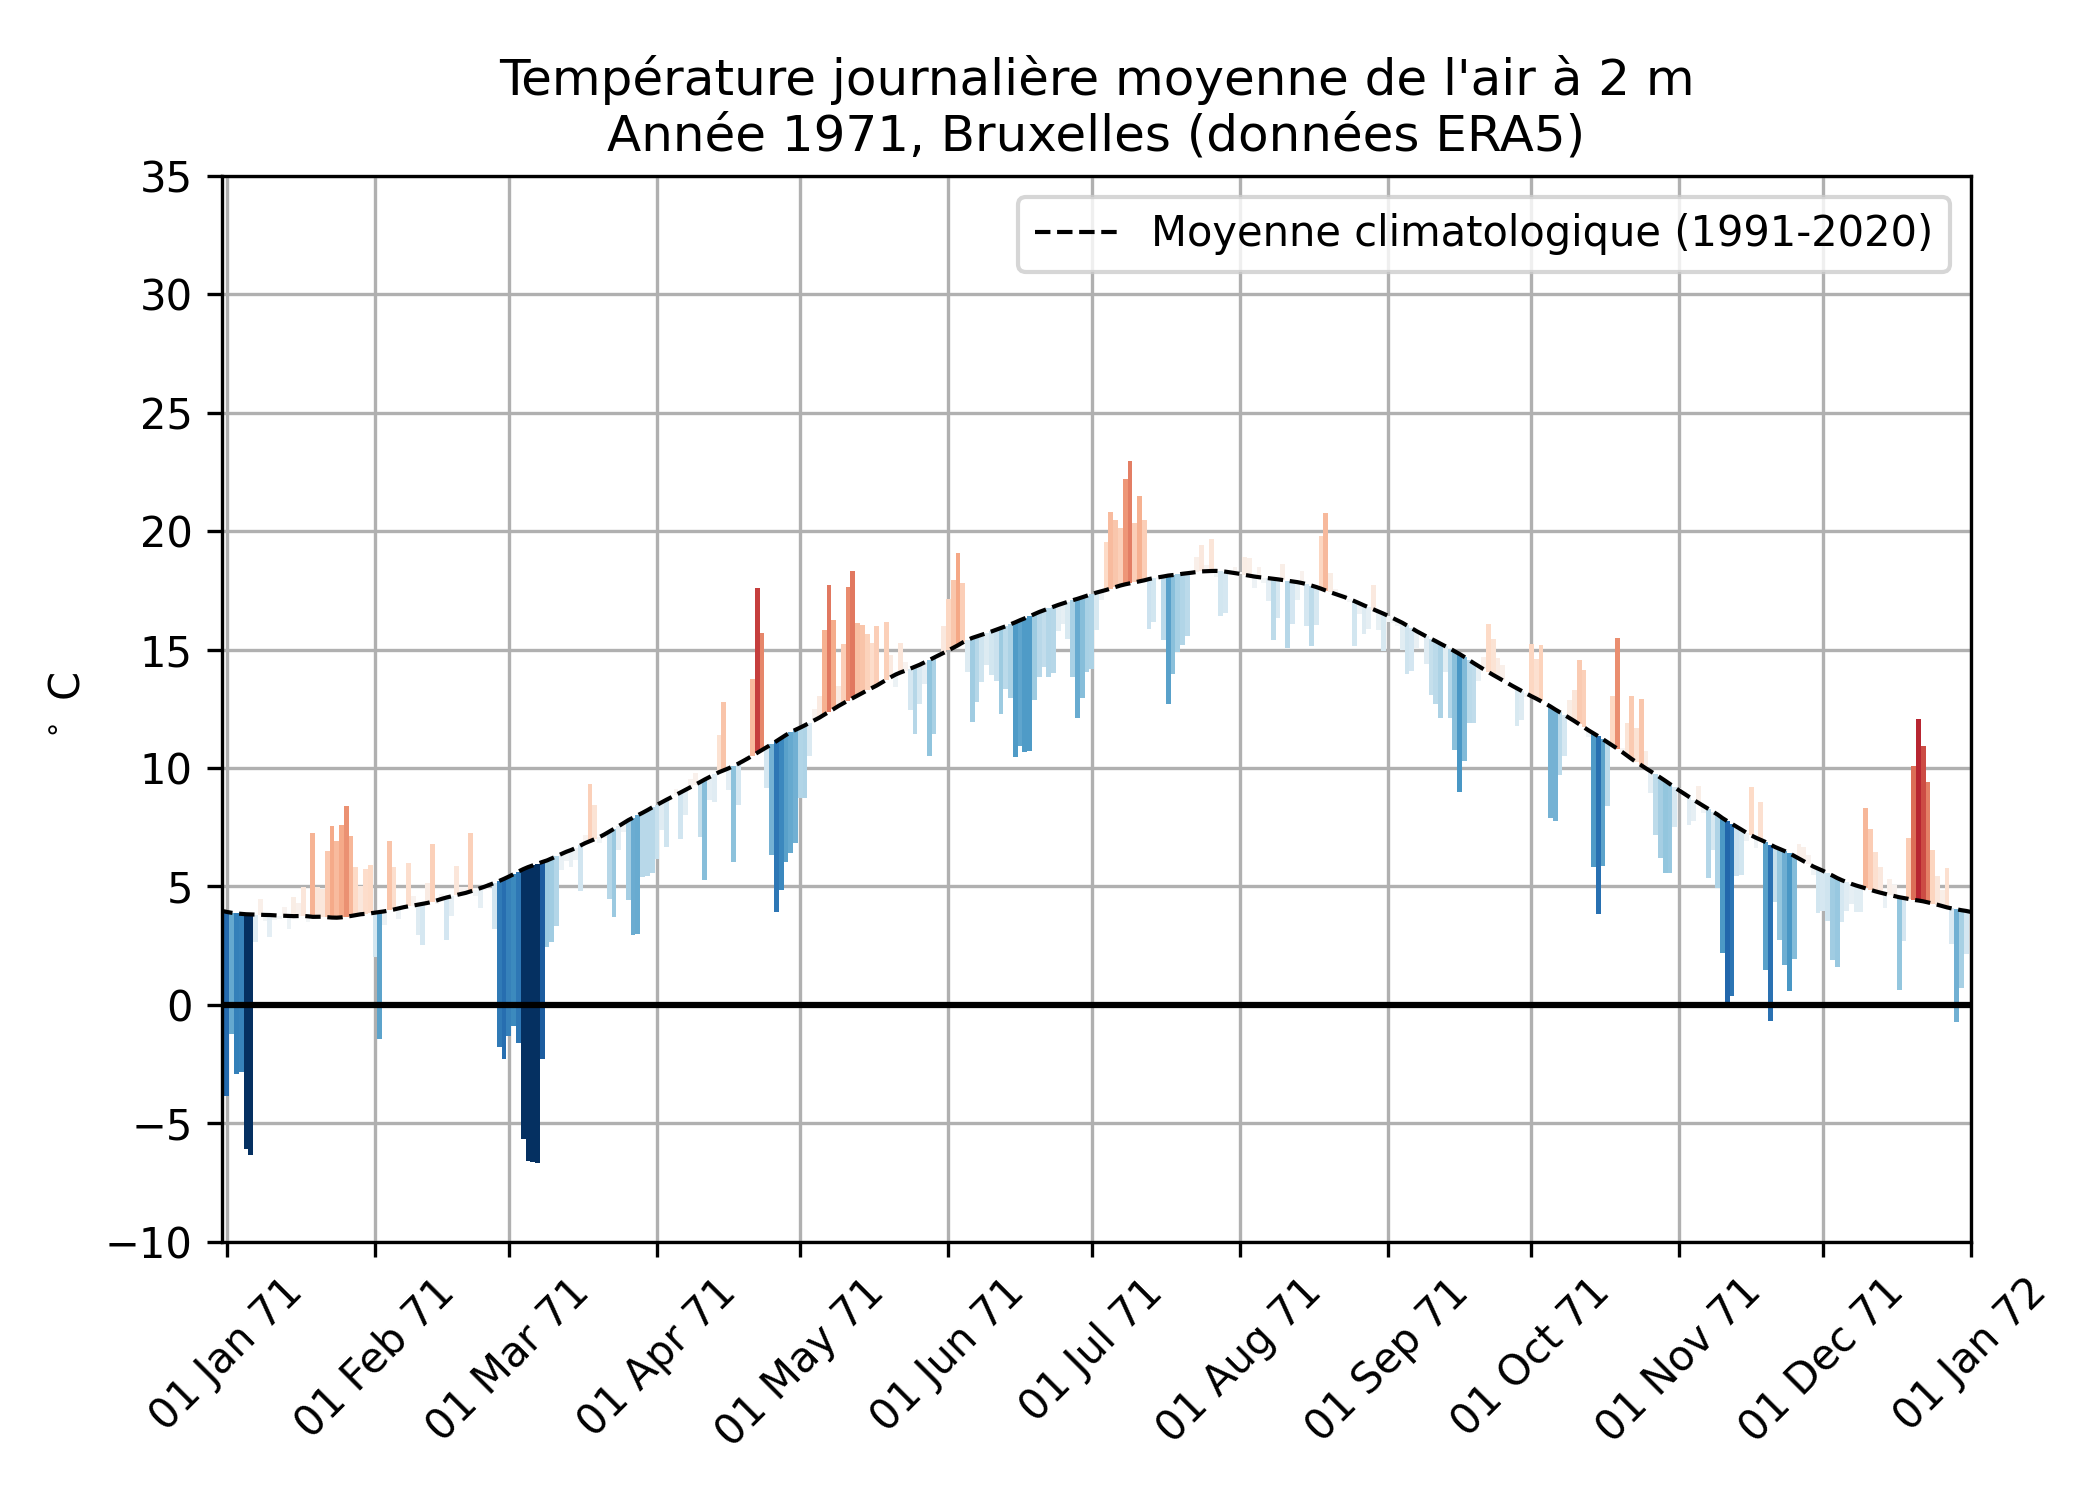 Température journalière moyenne de l'air à 2 m
Année 1971, Bruxelles (données ERA5)
Moyenne climatologique (1991-2020)
° C
35
30
25
20
15
10
5
0
−5
−10
01 Jan 71
01 Feb 71
01 Mar 71
01 Apr 71
01 May 71
01 Jun 71
01 Jul 71
01 Aug 71
01 Sep 71
01 Oct 71
01 Nov 71
01 Dec 71
01 Jan 72